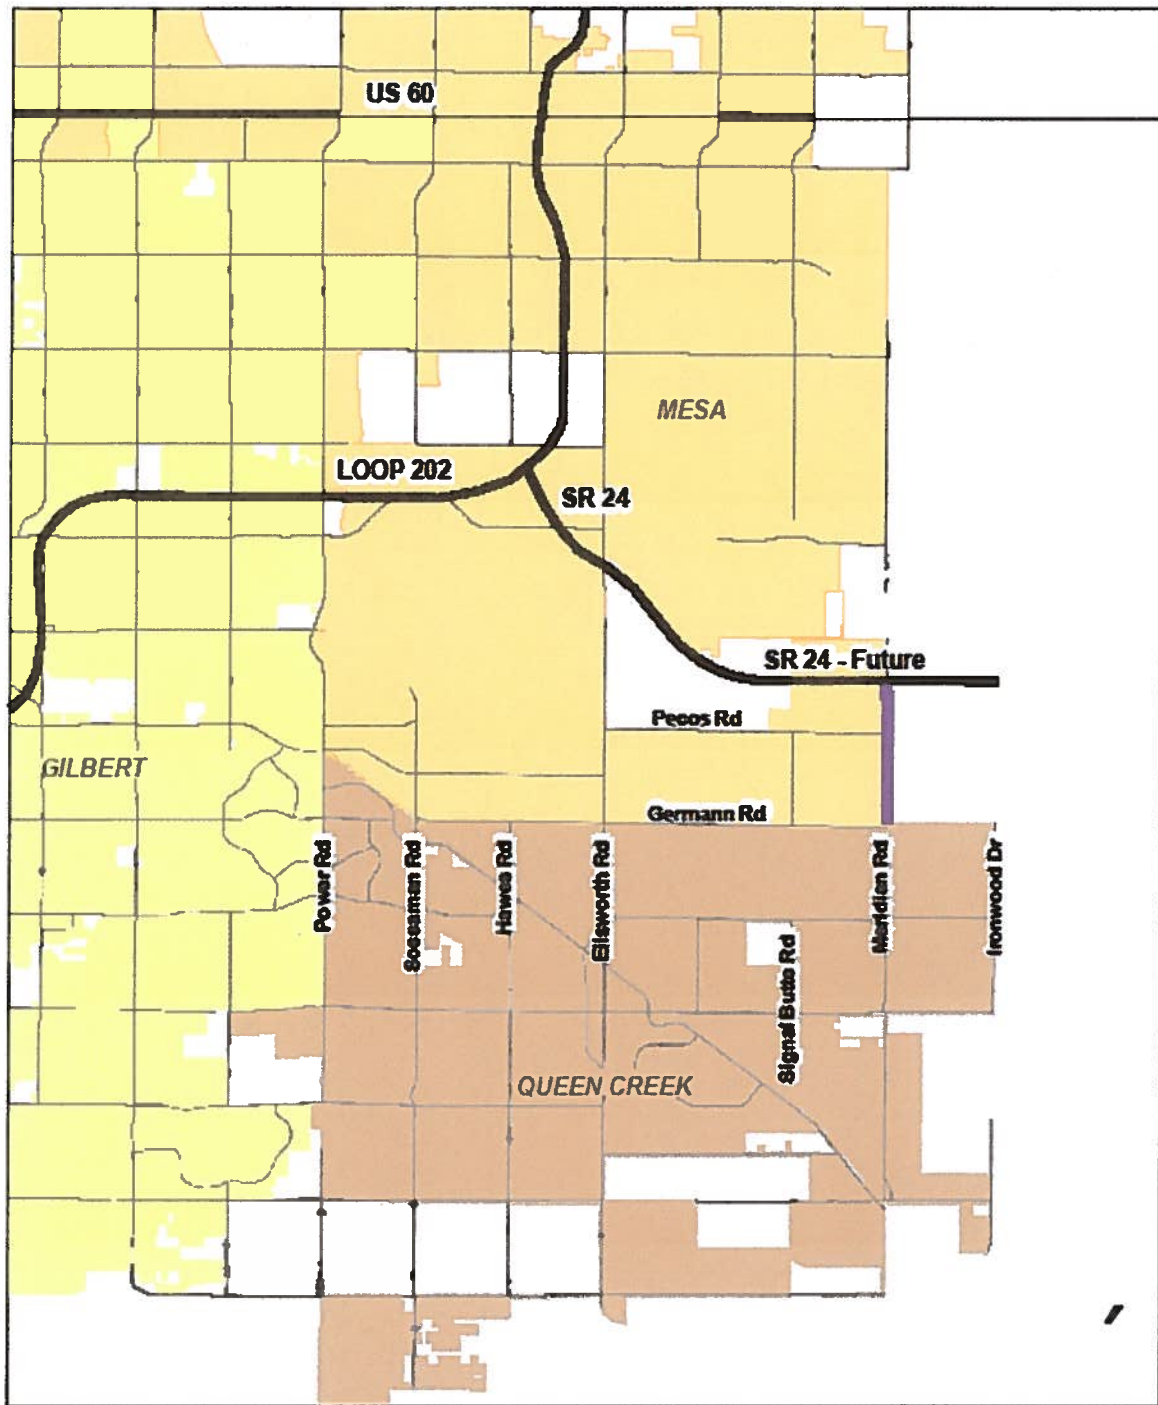 US 60
MESA
LOOP 202
SR 24
SR 24 - Future
Pecos Rd
GILBERT
Germann Rd
Power Rd
Sossaman Rd
Hawes Rd
Ellsworth Rd
Signal Butte Rd
Meridian Rd
Ironwood Dr
QUEEN CREEK